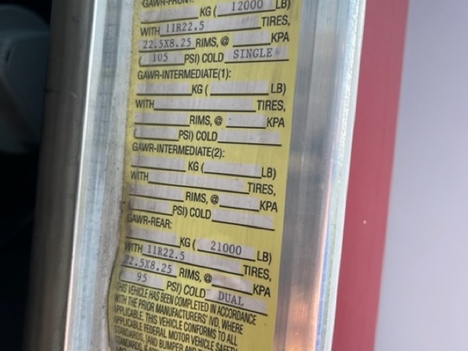 GAWR-FRONT:
KG ( 12000 LB)
WITH 11R22.5 TIRES,
22.5X8.25 RIMS, @ KPA
( 105 PSI) COLD SINGLE
GAWR-INTERMEDIATE(1):
KG ( LB)
WITH TIRES,
RIMS, @ KPA
( PSI) COLD
GAWR-INTERMEDIATE(2):
KG ( LB)
WITH TIRES,
RIMS, @ KPA
( PSI) COLD
GAWR-REAR:
KG ( 21000 LB)
WITH 11R22.5 TIRES,
22.5X8.25 RIMS, @ KPA
( 95 PSI) COLD DUAL
THIS VEHICLE HAS BEEN COMPLETED IN ACCORDANCE
WITH THE PRIOR MANUFACTURERS' IVD, WHERE
APPLICABLE. THIS VEHICLE CONFORMS TO ALL
APPLICABLE FEDERAL MOTOR VEHICLE SAFETY
STANDARDS, AND BUMPER AND